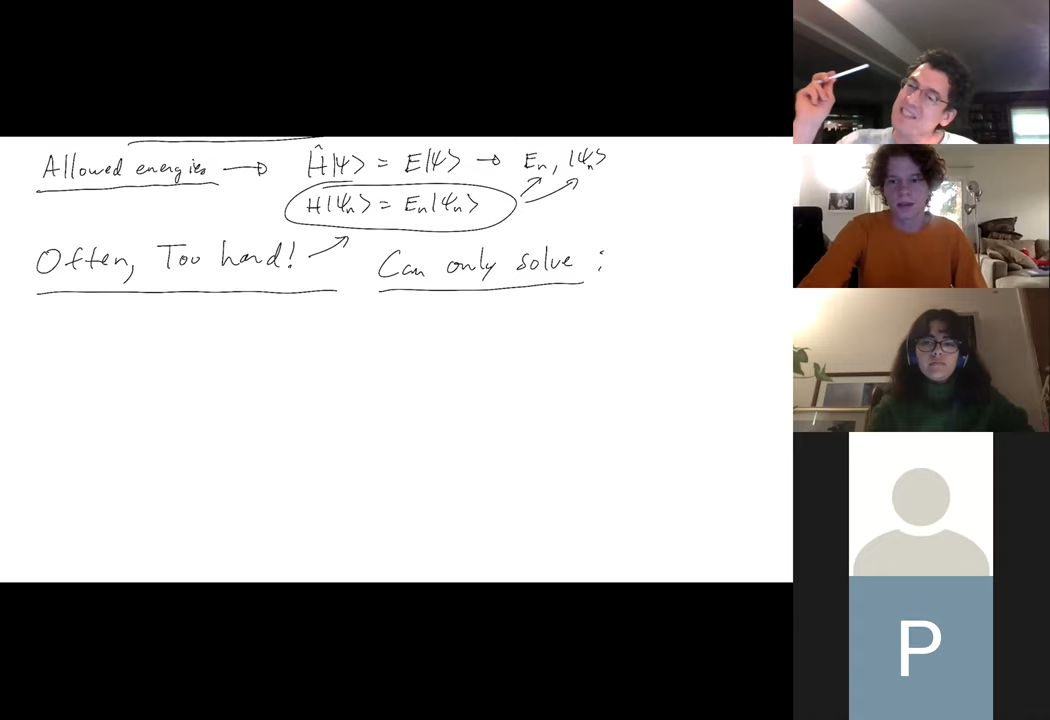 Allowed energies → Ĥ|ψ⟩ = E|ψ⟩ → Eₙ, |ψₙ⟩
H|ψₙ⟩ = Eₙ|ψₙ⟩
Often, Too hard! Can only solve :
P